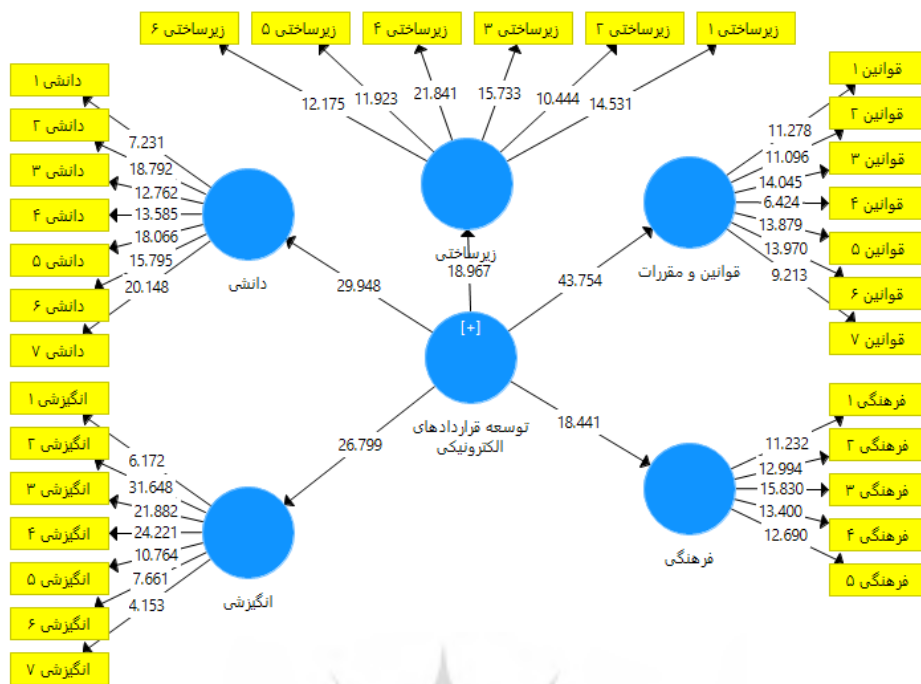 زیرساختی ۱
زیرساختی ۲
زیرساختی ۳
زیرساختی ۴
زیرساختی ۵
زیرساختی ۶
14.531
10.444
15.733
21.841
11.923
12.175
زیرساختی
18.967
قوانین ۱
قوانین ۲
قوانین ۳
قوانین ۴
قوانین ۵
قوانین ۶
قوانین ۷
11.278
11.096
14.045
6.424
13.879
13.970
9.213
قوانین و مقررات
43.754
دانشی ۱
دانشی ۲
دانشی ۳
دانشی ۴
دانشی ۵
دانشی ۶
دانشی ۷
7.231
18.792
12.762
13.585
18.066
15.795
20.148
دانشی
29.948
[+]
توسعه قراردادهای
الکترونیکی
فرهنگی ۱
فرهنگی ۲
فرهنگی ۳
فرهنگی ۴
فرهنگی ۵
11.232
12.994
15.830
13.400
12.690
فرهنگی
18.441
انگیزشی ۱
انگیزشی ۲
انگیزشی ۳
انگیزشی ۴
انگیزشی ۵
انگیزشی ۶
انگیزشی ۷
6.172
31.648
21.882
24.221
10.764
7.661
4.153
انگیزشی
26.799